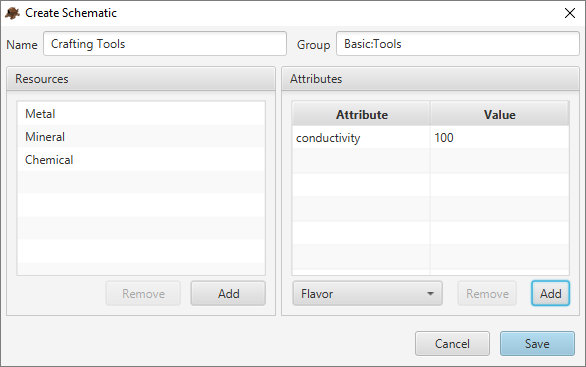 Create Schematic
Name Crafting Tools Group Basic:Tools
Resources
Metal
Mineral
Chemical
Remove Add
Attributes
Attribute Value
conductivity 100
Flavor Remove Add
Cancel Save